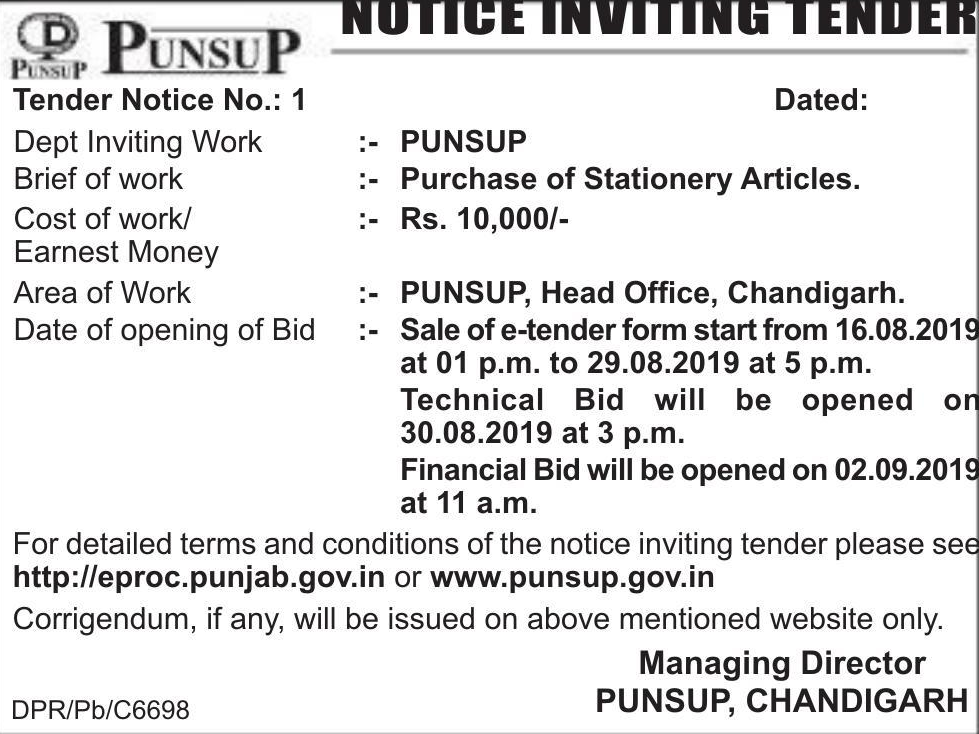 NOTICE INVITING TENDER
PUNSUP PUNSUP
Tender Notice No.: 1 Dated:
Dept Inviting Work :- PUNSUP
Brief of work :- Purchase of Stationery Articles.
Cost of work/ :- Rs. 10,000/-
Earnest Money
Area of Work :- PUNSUP, Head Office, Chandigarh.
Date of opening of Bid :- Sale of e-tender form start from 16.08.2019
at 01 p.m. to 29.08.2019 at 5 p.m.
Technical Bid will be opened on
30.08.2019 at 3 p.m.
Financial Bid will be opened on 02.09.2019
at 11 a.m.
For detailed terms and conditions of the notice inviting tender please see
http://eproc.punjab.gov.in or www.punsup.gov.in
Corrigendum, if any, will be issued on above mentioned website only.
Managing Director
PUNSUP, CHANDIGARH
DPR/Pb/C6698